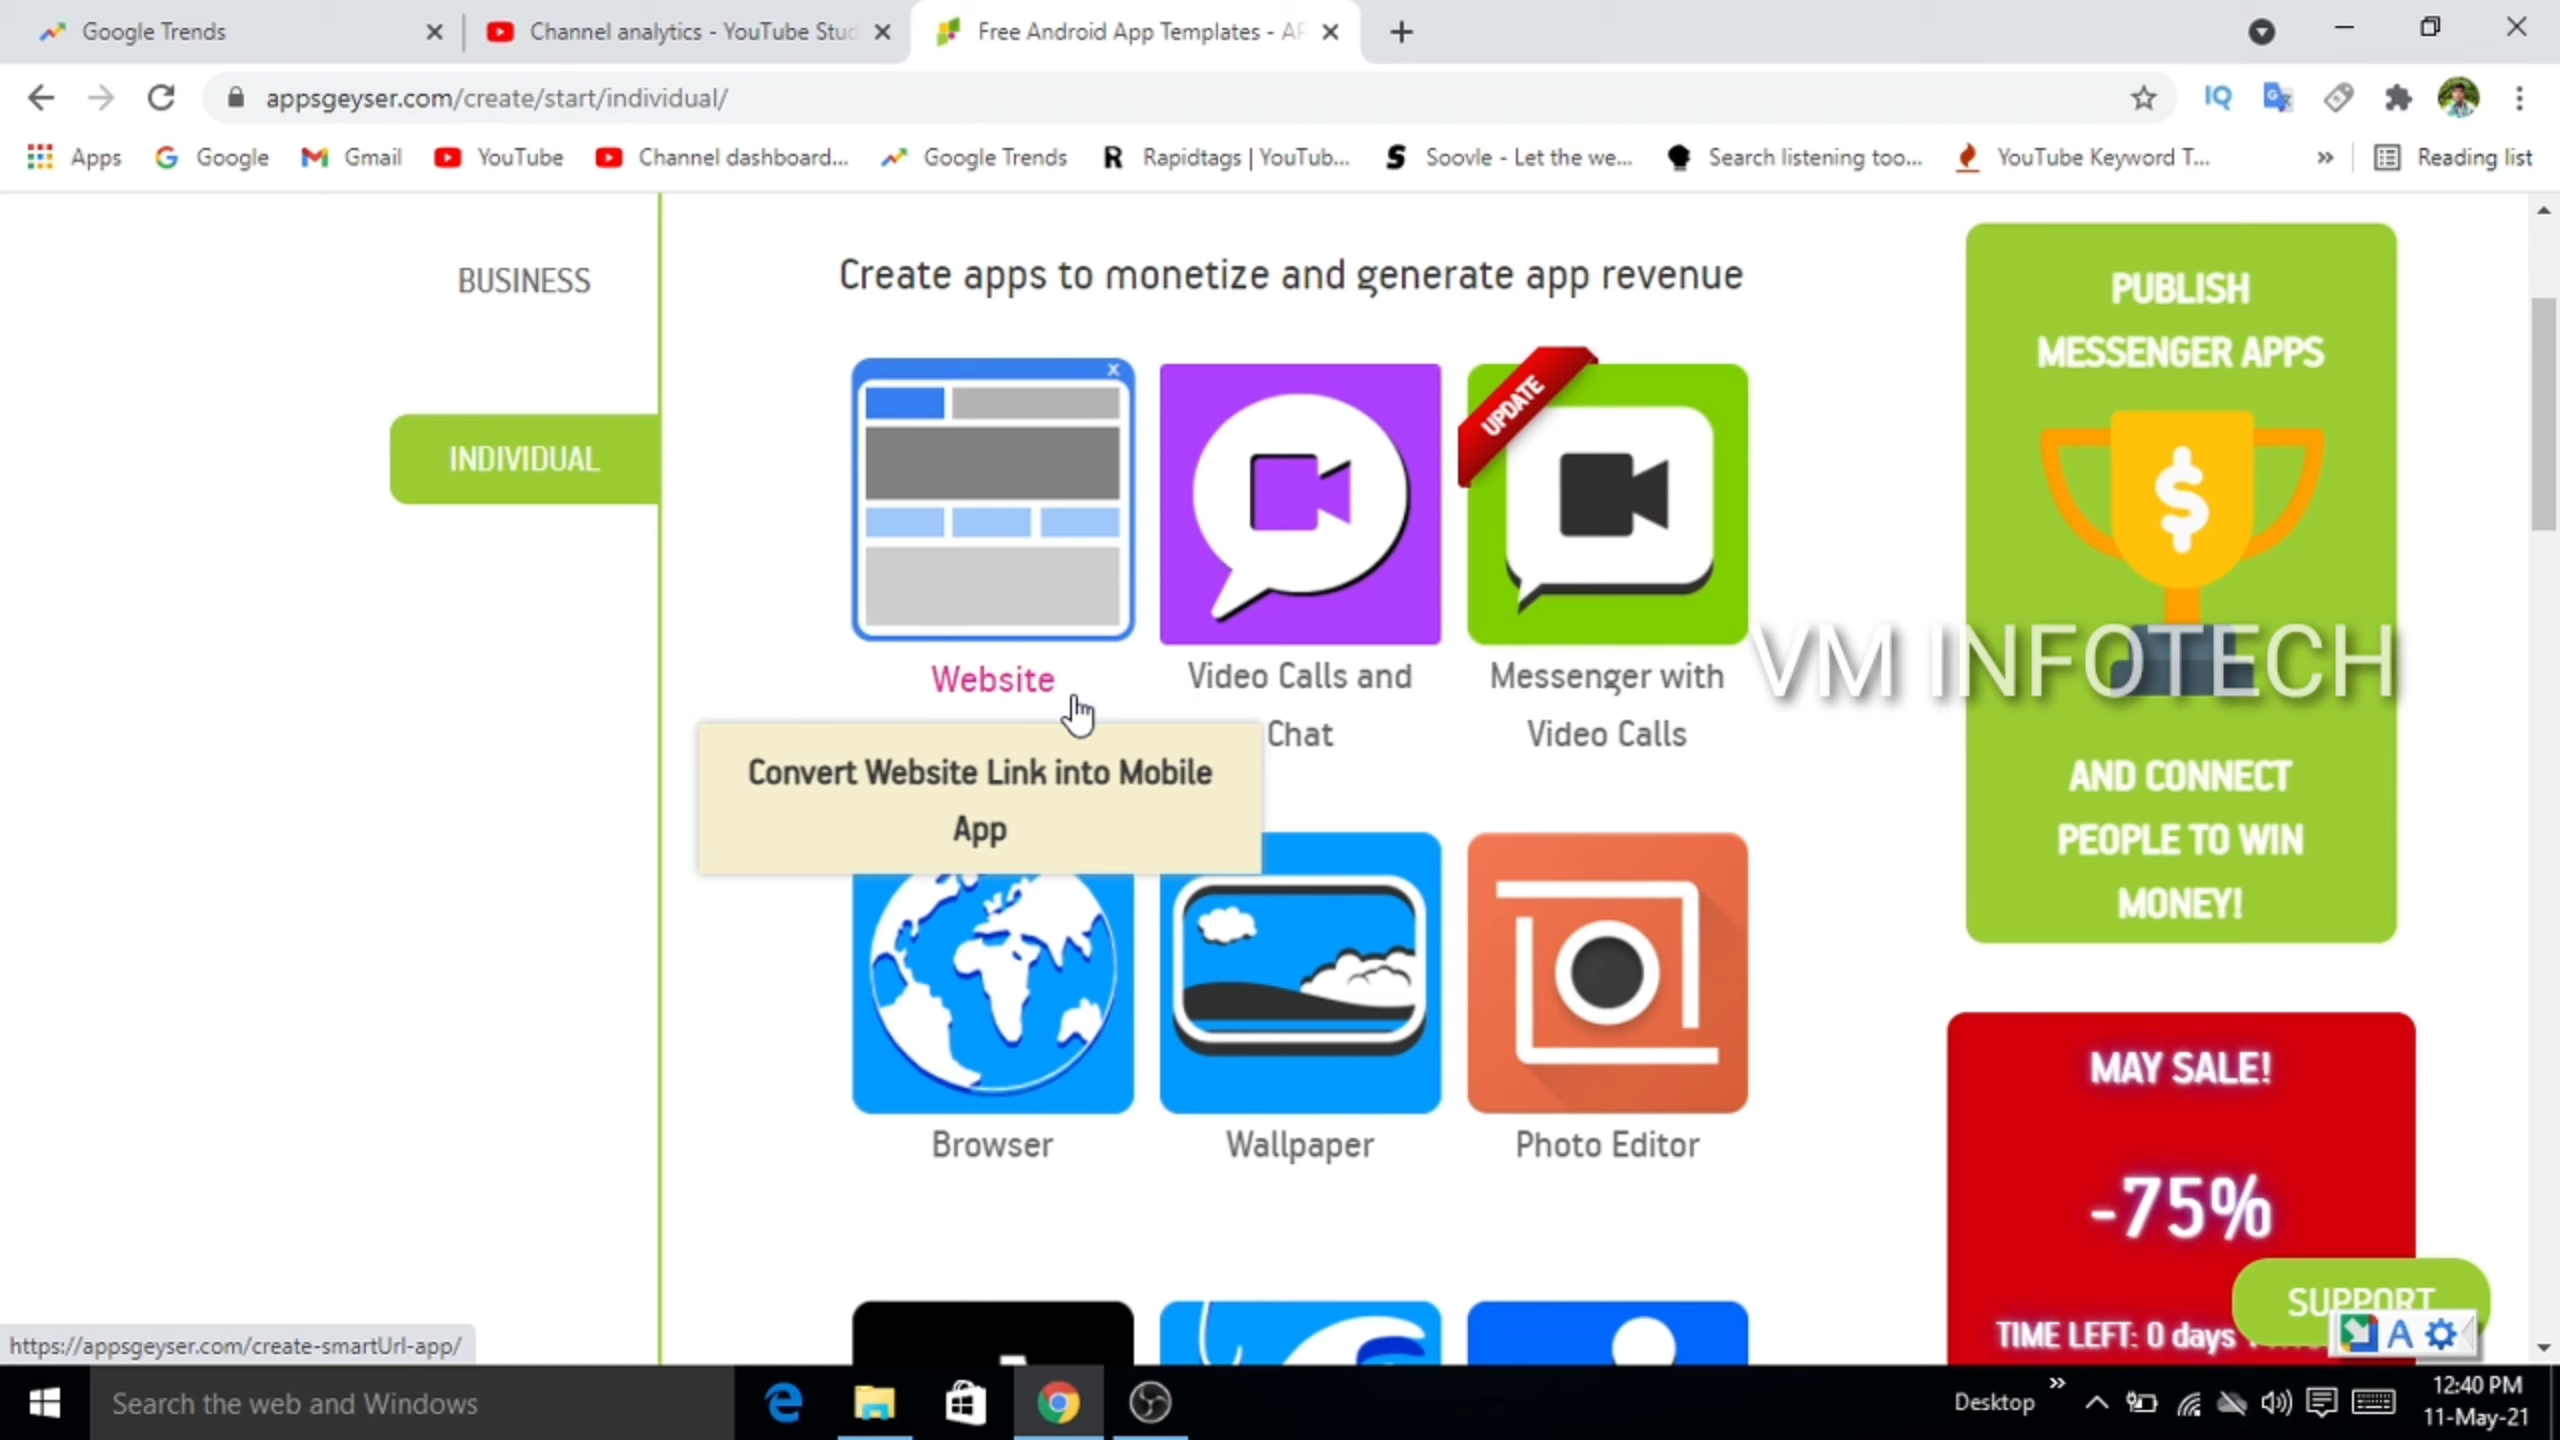 Google Trends
Channel analytics - YouTube Stud
Free Android App Templates - AP
appsgeyser.com/create/start/individual/
IQ
Apps
Google
Gmail
YouTube
Channel dashboard...
Google Trends
Rapidtags | YouTub...
Soovle - Let the we...
Search listening too...
YouTube Keyword T...
»
Reading list
BUSINESS
INDIVIDUAL
Create apps to monetize and generate app revenue
x
UPDATE
Website
Video Calls and
Chat
Messenger with
Video Calls
Convert Website Link into Mobile
App
Browser
Wallpaper
Photo Editor
PUBLISH
MESSENGER APPS
$
VM INFOTECH
AND CONNECT
PEOPLE TO WIN
MONEY!
MAY SALE!
-75%
TIME LEFT: 0 days
SUPPORT
A
https://appsgeyser.com/create-smartUrl-app/
Search the web and Windows
Desktop
»
12:40 PM
11-May-21